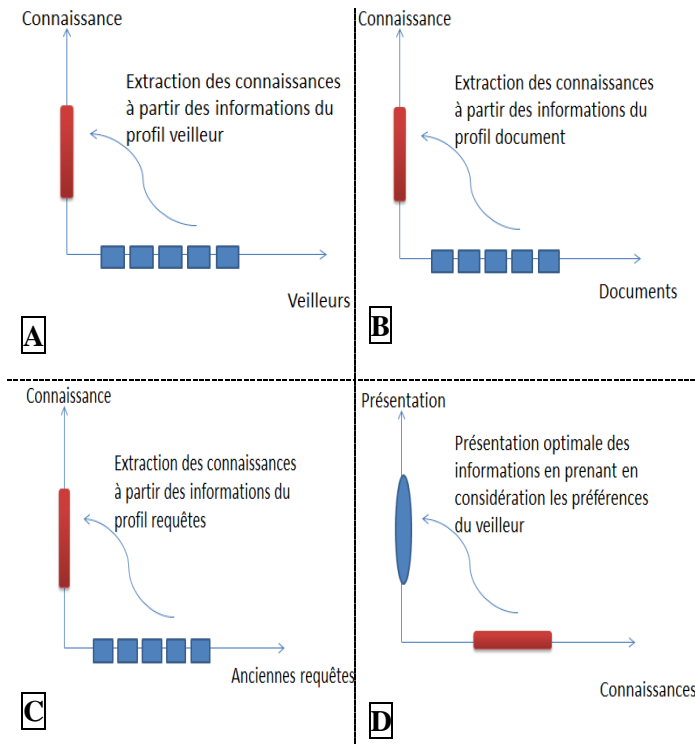 Connaissance
Extraction des connaissances
à partir des informations du
profil veilleur
Veilleurs
A
Connaissance
Extraction des connaissances
à partir des informations du
profil document
Documents
B
Connaissance
Extraction des connaissances
à partir des informations du
profil requêtes
Anciennes requêtes
C
Présentation
Présentation optimale des
informations en prenant en
considération les préférences
du veilleur
Connaissances
D